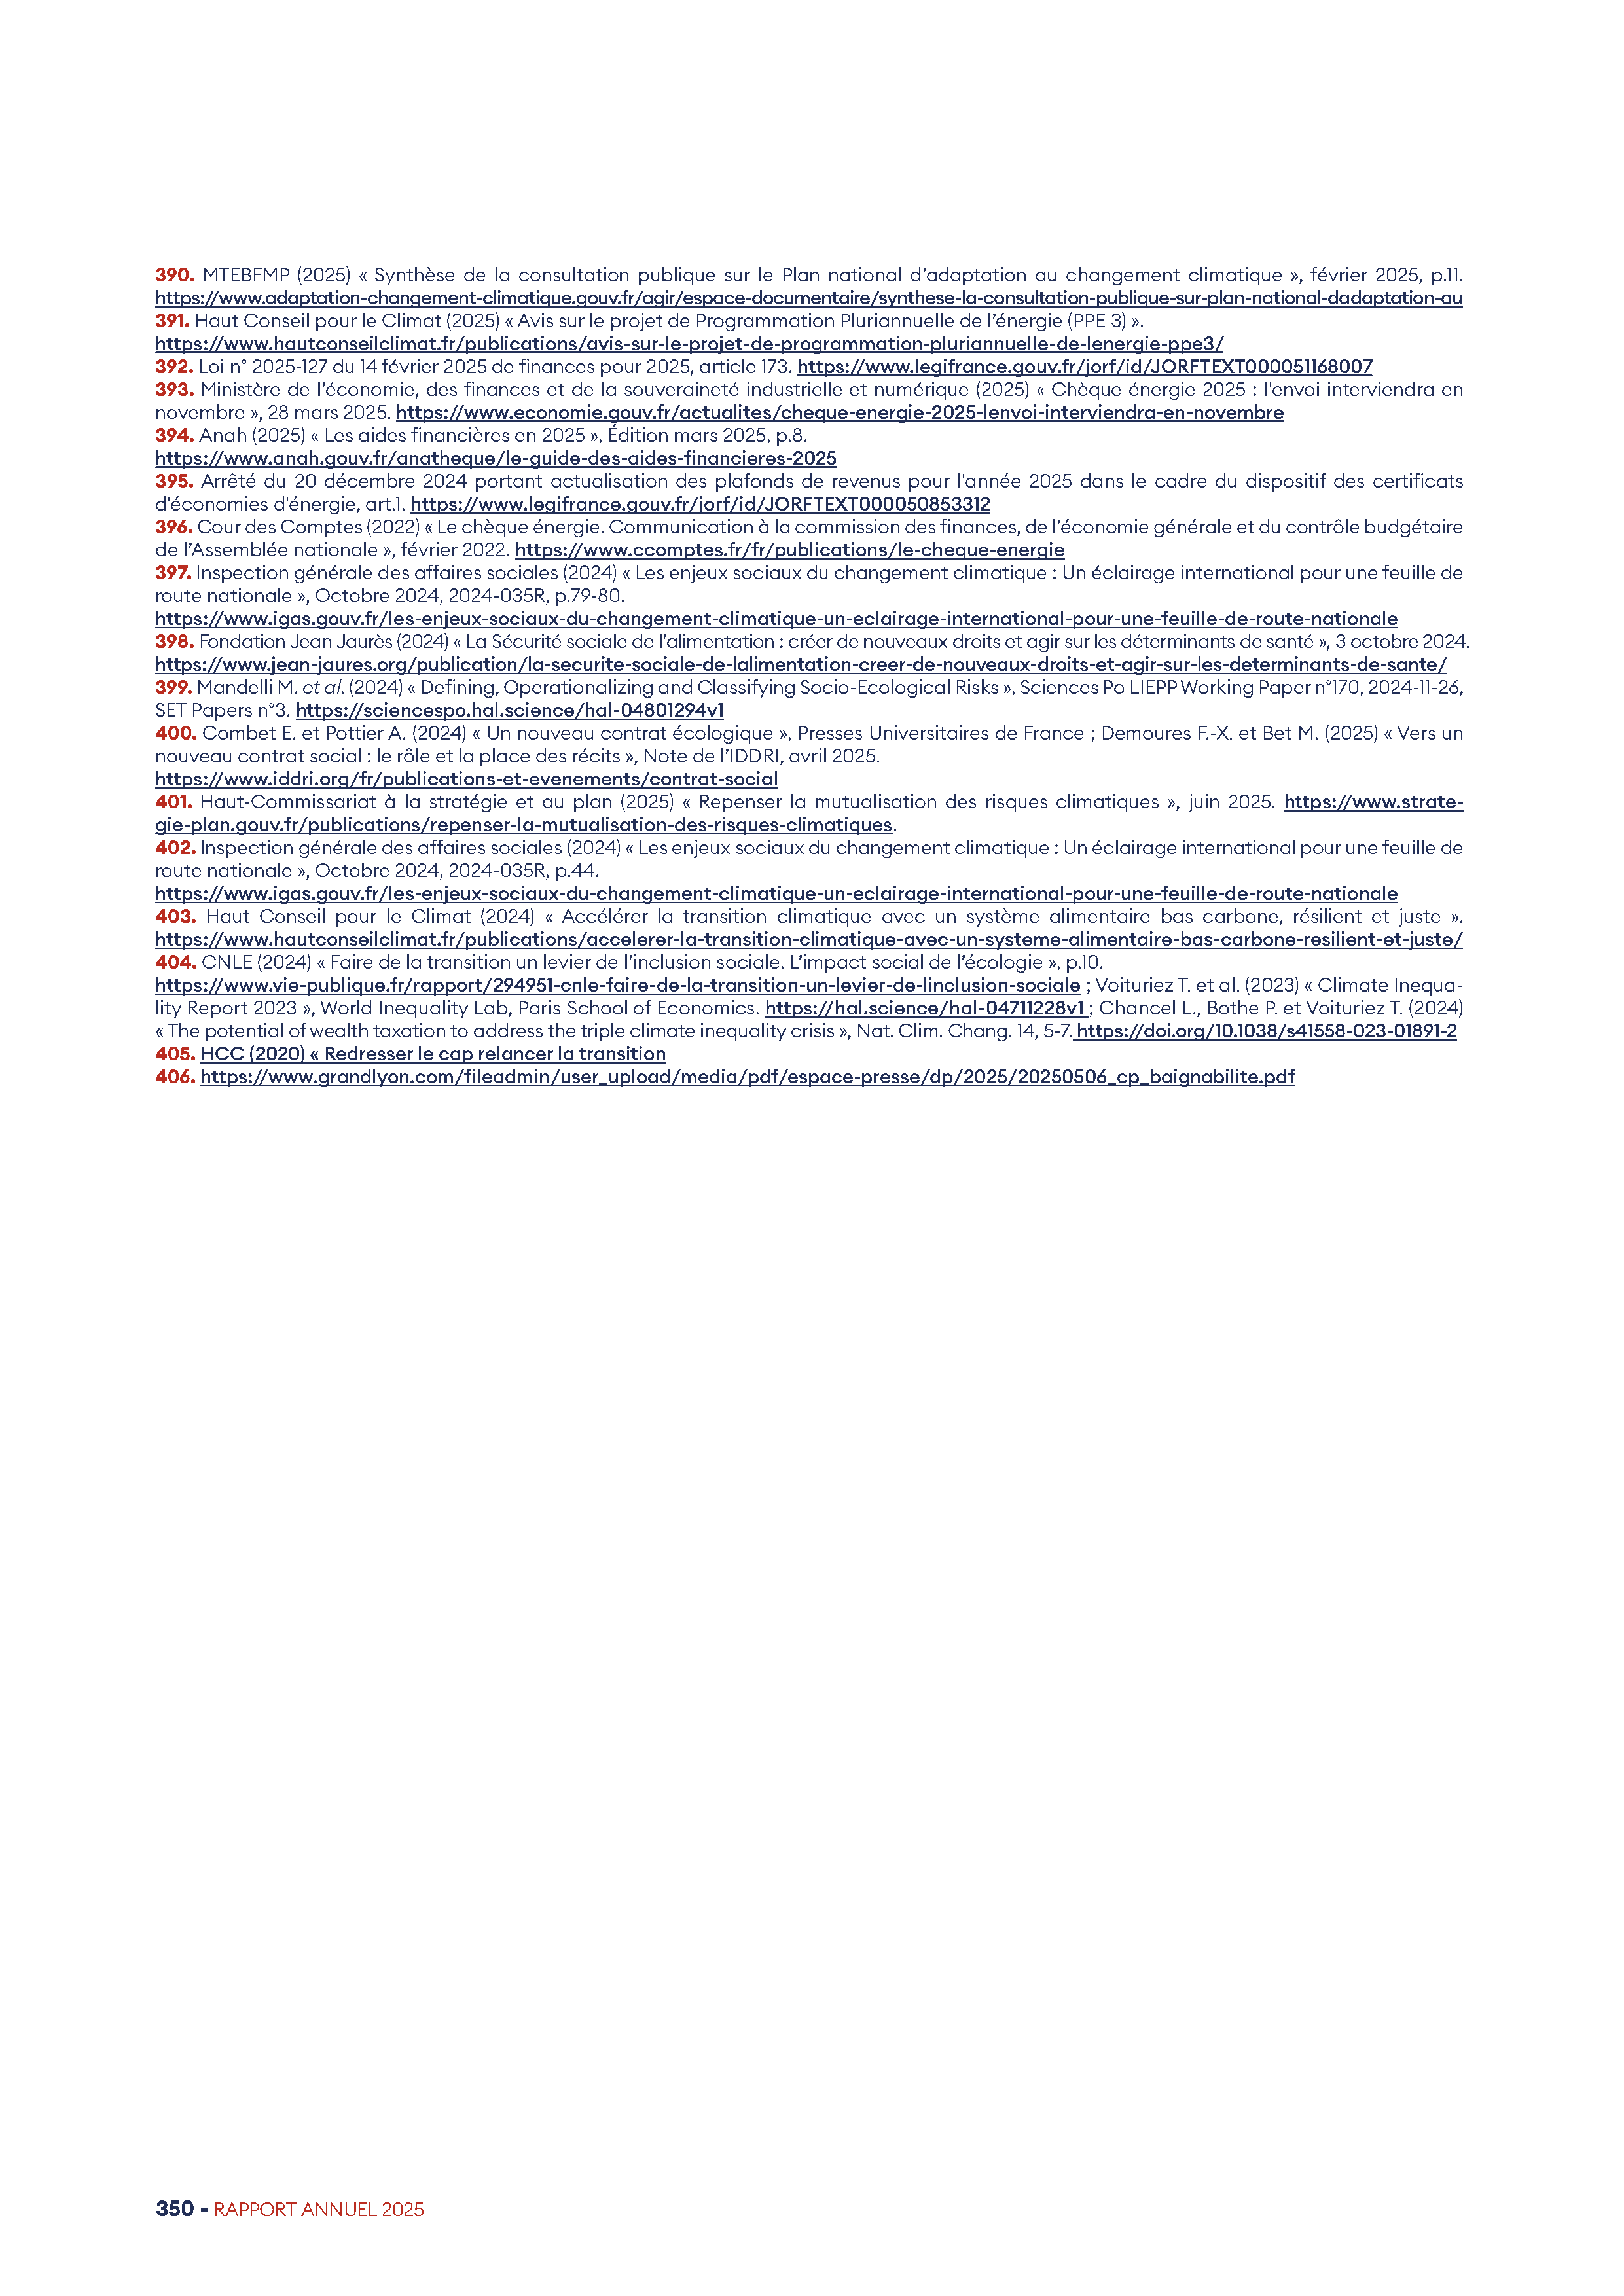 390. MTEBFMP (2025) « Synthèse de la consultation publique sur le Plan national d’adaptation au changement climatique », février 2025, p.11.
https://www.adaptation-changement-climatique.gouv.fr/agir/espace-documentaire/synthese-la-consultation-publique-sur-plan-national-dadaptation-au
391. Haut Conseil pour le Climat (2025) « Avis sur le projet de Programmation Pluriannuelle de l’énergie (PPE 3) ».
https://www.hautconseilclimat.fr/publications/avis-sur-le-projet-de-programmation-pluriannuelle-de-lenergie-ppe3/
392. Loi n° 2025-127 du 14 février 2025 de finances pour 2025, article 173. https://www.legifrance.gouv.fr/jorf/id/JORFTEXT000051168007
393. Ministère de l’économie, des finances et de la souveraineté industrielle et numérique (2025) « Chèque énergie 2025 : l'envoi interviendra en
novembre », 28 mars 2025. https://www.economie.gouv.fr/actualites/cheque-energie-2025-lenvoi-interviendra-en-novembre
394. Anah (2025) « Les aides financières en 2025 », Édition mars 2025, p.8.
https://www.anah.gouv.fr/anatheque/le-guide-des-aides-financieres-2025
395. Arrêté du 20 décembre 2024 portant actualisation des plafonds de revenus pour l'année 2025 dans le cadre du dispositif des certificats
d'économies d'énergie, art.1. https://www.legifrance.gouv.fr/jorf/id/JORFTEXT000050853312
396. Cour des Comptes (2022) « Le chèque énergie. Communication à la commission des finances, de l’économie générale et du contrôle budgétaire
de l’Assemblée nationale », février 2022. https://www.ccomptes.fr/fr/publications/le-cheque-energie
397. Inspection générale des affaires sociales (2024) « Les enjeux sociaux du changement climatique : Un éclairage international pour une feuille de
route nationale », Octobre 2024, 2024-035R, p.79-80.
https://www.igas.gouv.fr/les-enjeux-sociaux-du-changement-climatique-un-eclairage-international-pour-une-feuille-de-route-nationale
398. Fondation Jean Jaurès (2024) « La Sécurité sociale de l’alimentation : créer de nouveaux droits et agir sur les déterminants de santé », 3 octobre 2024.
https://www.jean-jaures.org/publication/la-securite-sociale-de-lalimentation-creer-de-nouveaux-droits-et-agir-sur-les-determinants-de-sante/
399. Mandelli M. et al. (2024) « Defining, Operationalizing and Classifying Socio-Ecological Risks », Sciences Po LIEPP Working Paper n°170, 2024-11-26,
SET Papers n°3. https://sciencespo.hal.science/hal-04801294v1
400. Combet E. et Pottier A. (2024) « Un nouveau contrat écologique », Presses Universitaires de France ; Demoures F.-X. et Bet M. (2025) « Vers un
nouveau contrat social : le rôle et la place des récits », Note de l’IDDRI, avril 2025.
https://www.iddri.org/fr/publications-et-evenements/contrat-social
401. Haut-Commissariat à la stratégie et au plan (2025) « Repenser la mutualisation des risques climatiques », juin 2025. https://www.strate-
gie-plan.gouv.fr/publications/repenser-la-mutualisation-des-risques-climatiques.
402. Inspection générale des affaires sociales (2024) « Les enjeux sociaux du changement climatique : Un éclairage international pour une feuille de
route nationale », Octobre 2024, 2024-035R, p.44.
https://www.igas.gouv.fr/les-enjeux-sociaux-du-changement-climatique-un-eclairage-international-pour-une-feuille-de-route-nationale
403. Haut Conseil pour le Climat (2024) « Accélérer la transition climatique avec un système alimentaire bas carbone, résilient et juste ».
https://www.hautconseilclimat.fr/publications/accelerer-la-transition-climatique-avec-un-systeme-alimentaire-bas-carbone-resilient-et-juste/
404. CNLE (2024) « Faire de la transition un levier de l’inclusion sociale. L’impact social de l’écologie », p.10.
https://www.vie-publique.fr/rapport/294951-cnle-faire-de-la-transition-un-levier-de-linclusion-sociale ; Voituriez T. et al. (2023) « Climate Inequa-
lity Report 2023 », World Inequality Lab, Paris School of Economics. https://hal.science/hal-04711228v1 ; Chancel L., Bothe P. et Voituriez T. (2024)
« The potential of wealth taxation to address the triple climate inequality crisis », Nat. Clim. Chang. 14, 5-7. https://doi.org/10.1038/s41558-023-01891-2
405. HCC (2020) « Redresser le cap relancer la transition
406. https://www.grandlyon.com/fileadmin/user_upload/media/pdf/espace-presse/dp/2025/20250506_cp_baignabilite.pdf
350 - RAPPORT ANNUEL 2025